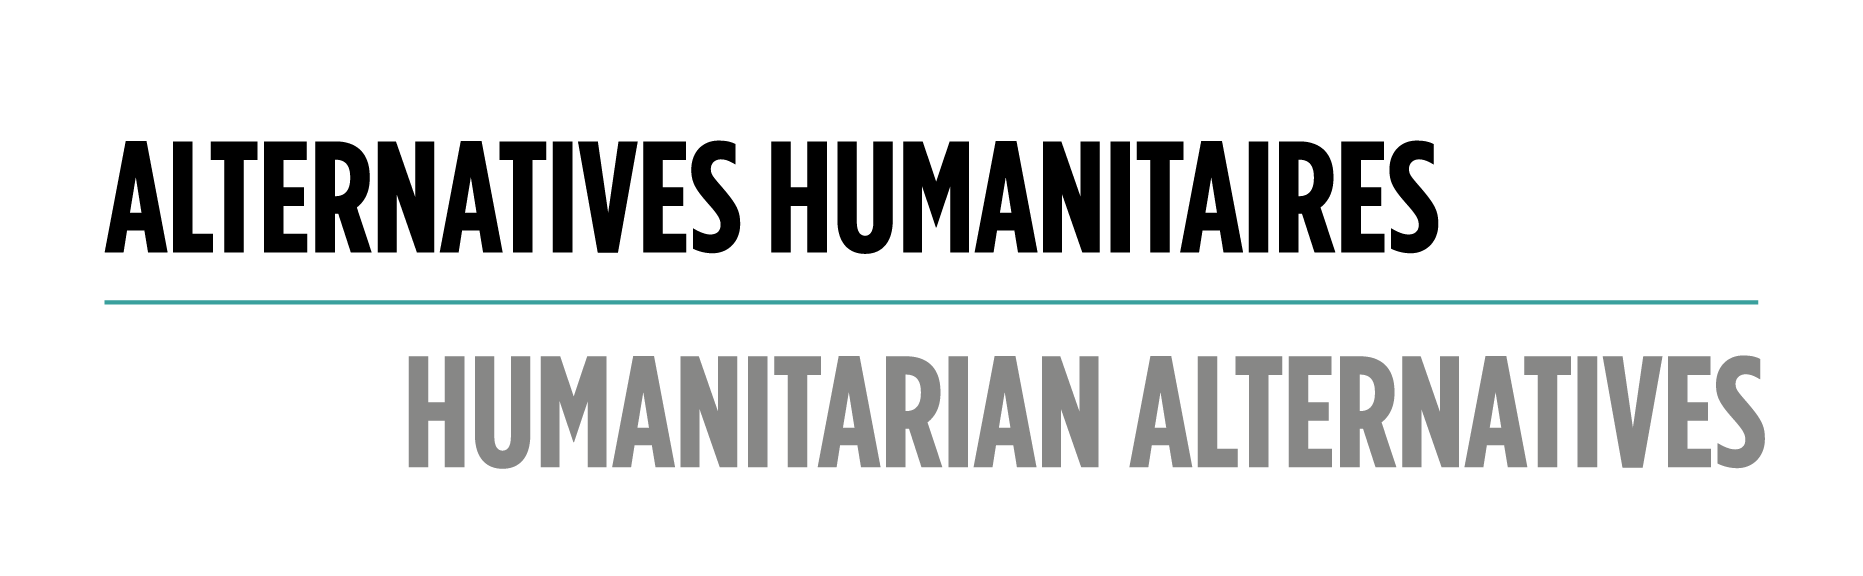 ALTERNATIVES HUMANITAIRES
HUMANITARIAN ALTERNATIVES